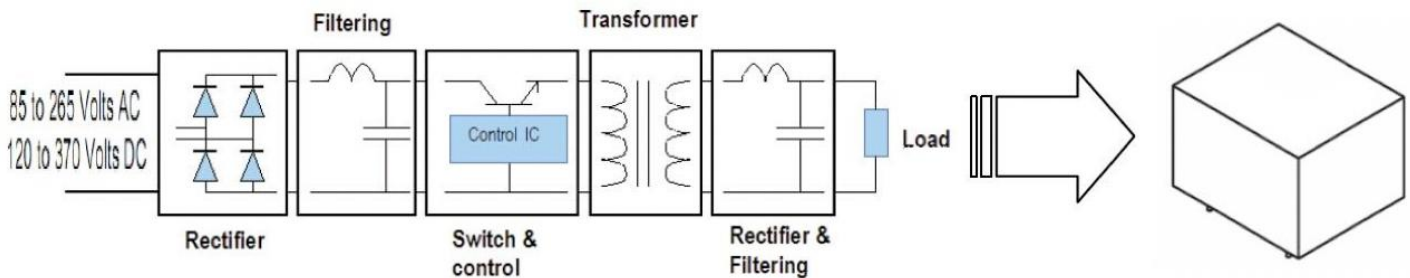 Filtering
Transformer
85 to 265 Volts AC
120 to 370 Volts DC
Control IC
Load
Rectifier
Switch &
control
Rectifier &
Filtering